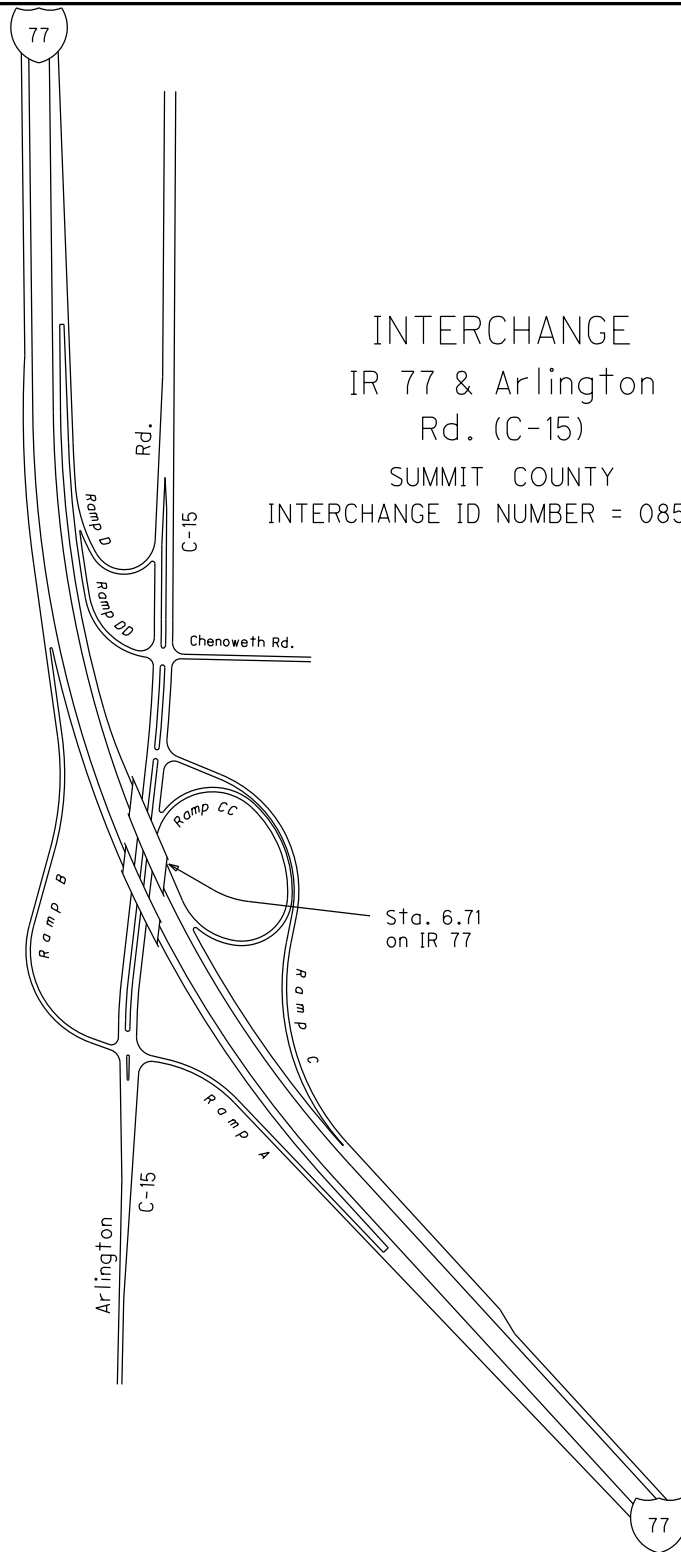 77
INTERCHANGE
IR 77 & Arlington
Rd. (C-15)
SUMMIT COUNTY
INTERCHANGE ID NUMBER = 085
Rd.
C-15
Ramp D
Ramp DD
Chenoweth Rd.
Ramp CC
Ramp B
Sta. 6.71
on IR 77
Ramp C
Ramp A
C-15
Arlington
77